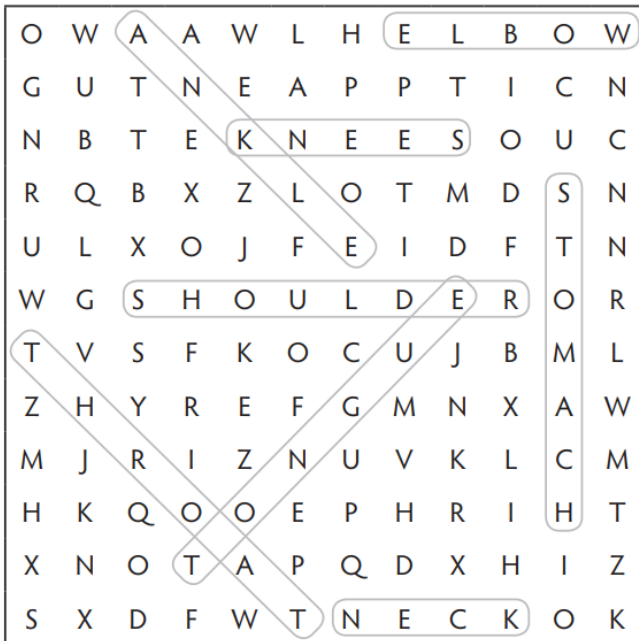 O W A A W L H E L B O W
G U T N E A P P T I C N
N B T E K N E E S O U C
R Q B X Z L O T M D S N
U L X O J F E I D F T N
W G S H O U L D E R O R
T V S F K O C U J B M L
Z H Y R E F G M N X A W
M J R I Z N U V K L C M
H K Q O O E P H R I H T
X N O T A P Q D X H I Z
S X D F W T N E C K O K